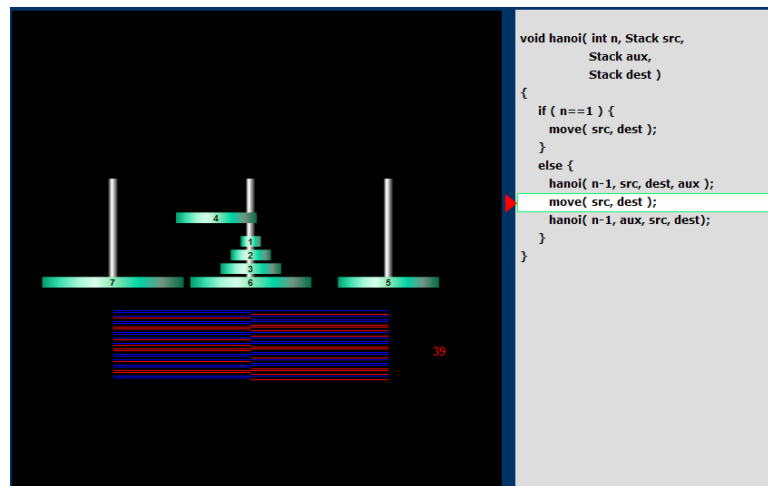 void hanoi( int n, Stack src,
Stack aux,
Stack dest )
{
if ( n==1 ) {
move( src, dest );
}
else {
hanoi( n-1, src, dest, aux );
move( src, dest );
hanoi( n-1, aux, src, dest);
}
}
4
1
2
3
7 6 5
39